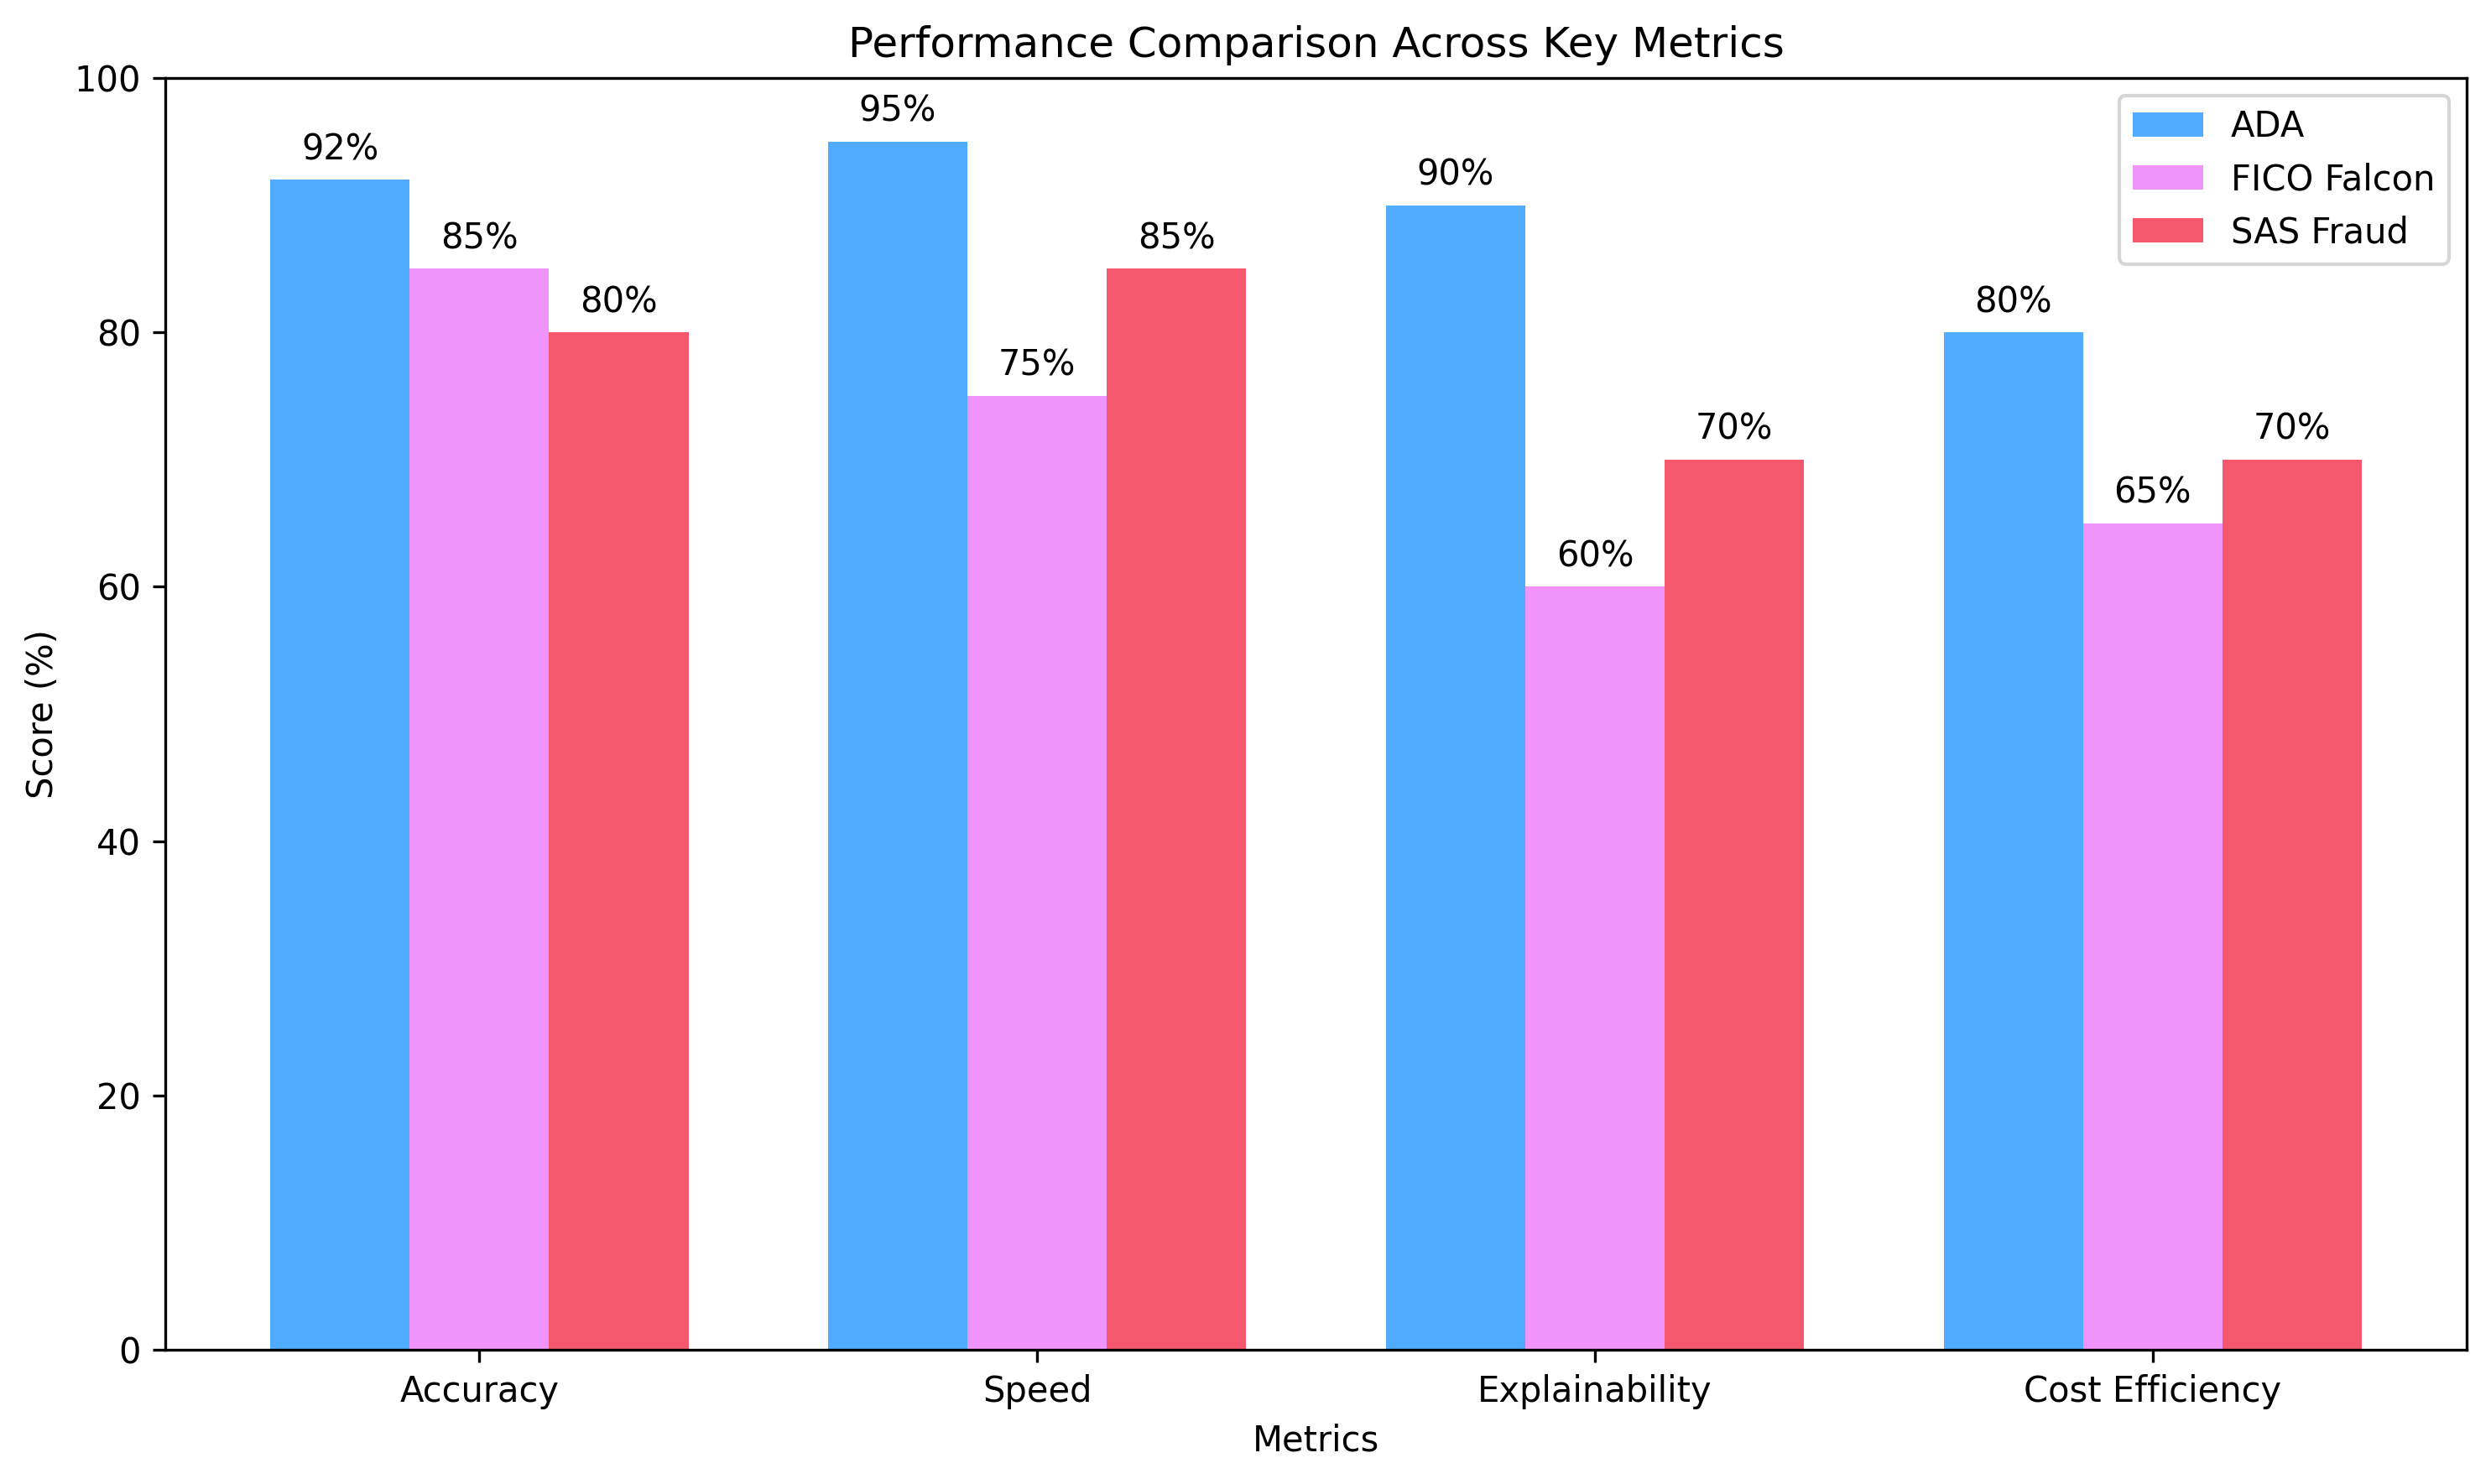 Performance Comparison Across Key Metrics
100
80
60
40
20
0
Score (%)
92%
85%
80%
95%
75%
85%
90%
60%
70%
80%
65%
70%
ADA
FICO Falcon
SAS Fraud
Accuracy
Speed
Explainability
Cost Efficiency
Metrics